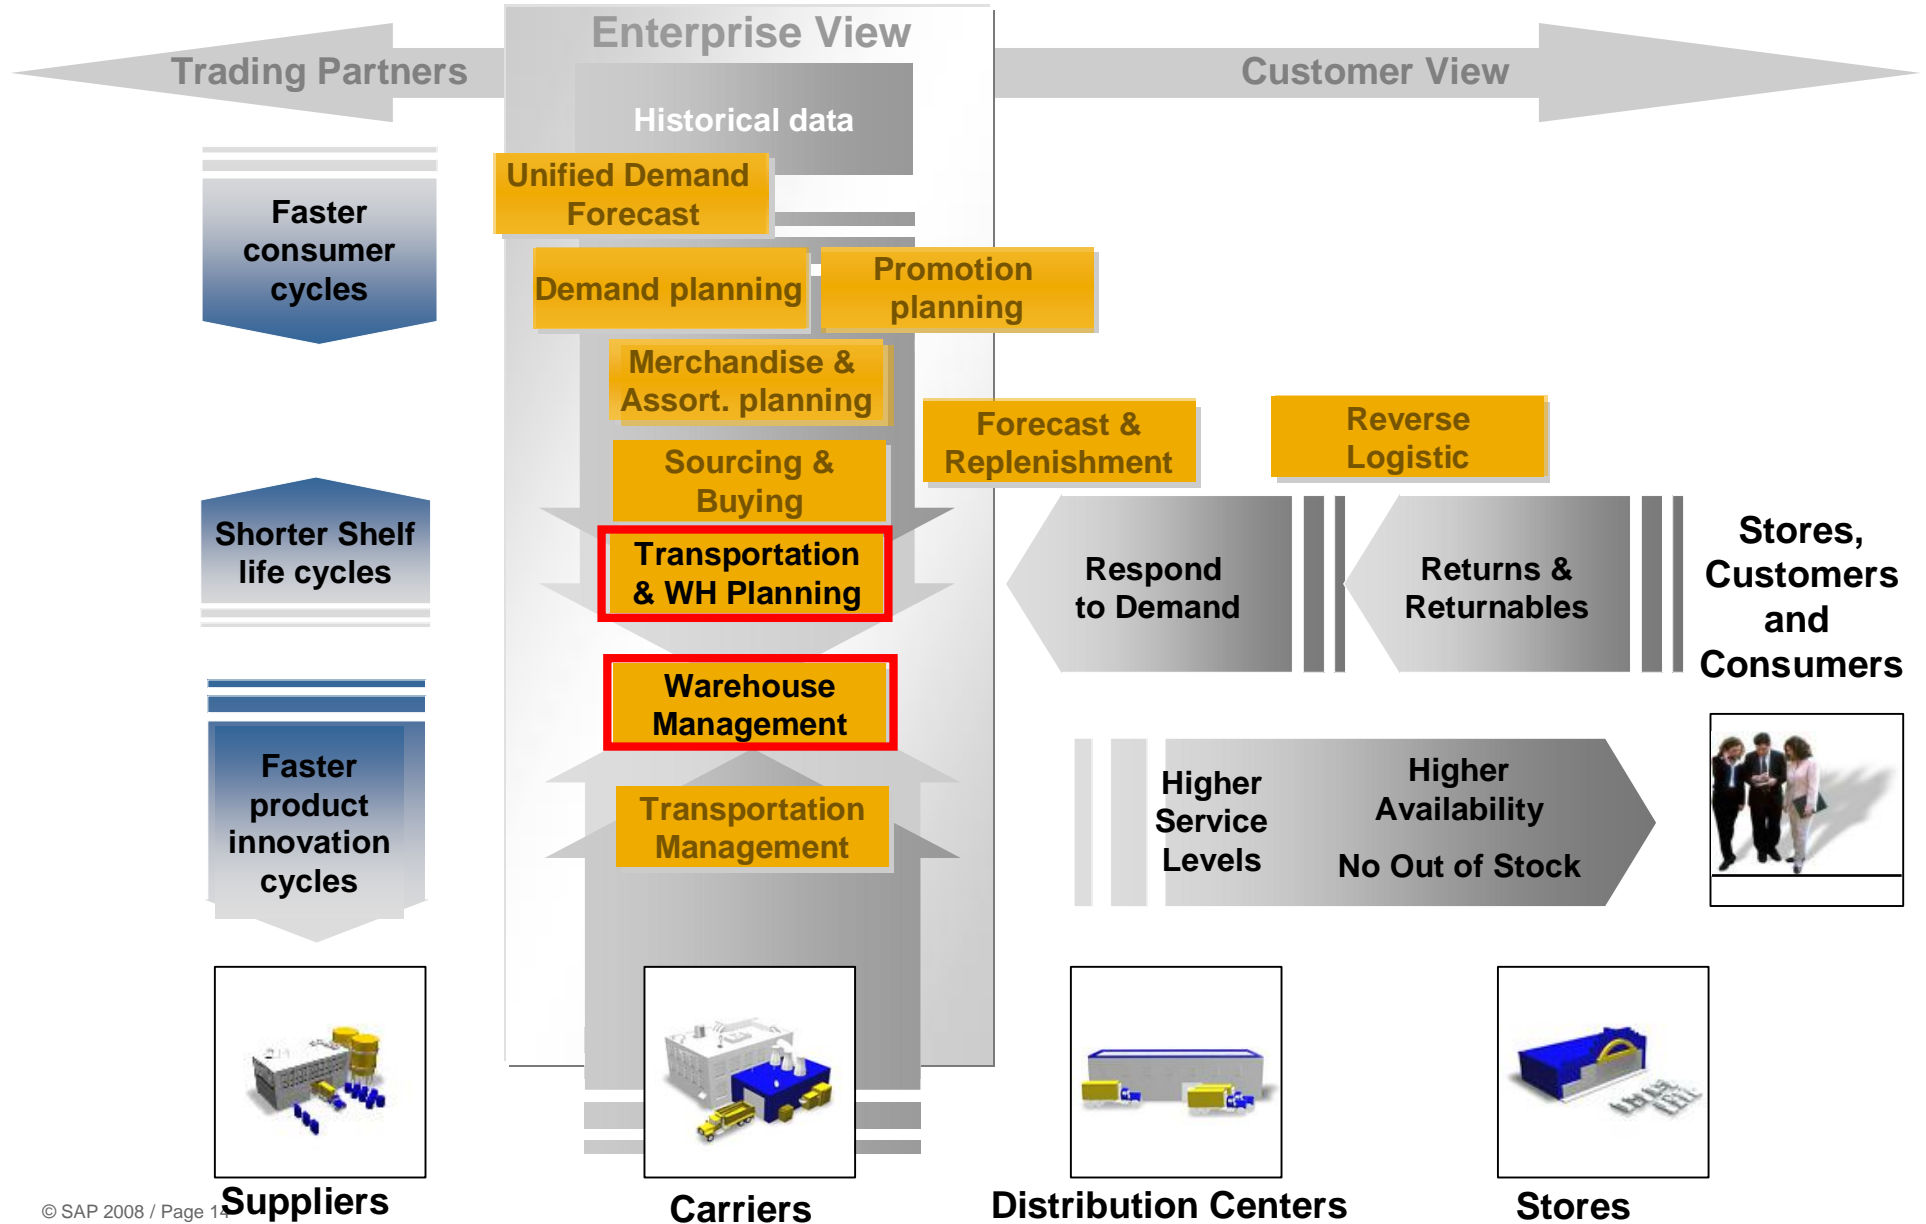 Enterprise View
Trading Partners
Customer View
Historical data
Unified Demand
Forecast
Faster
consumer
cycles
Demand planning
Promotion
planning
Merchandise &
Assort. planning
Forecast &
Replenishment
Reverse
Logistic
Sourcing &
Buying
Shorter Shelf
life cycles
Transportation
& WH Planning
Respond
to Demand
Returns &
Returnables
Stores,
Customers
and
Consumers
Warehouse
Management
Faster
product
innovation
cycles
Transportation
Management
Higher
Service
Levels
Higher
Availability
No Out of Stock
Suppliers
Carriers
Distribution Centers
Stores
© SAP 2008 / Page 14